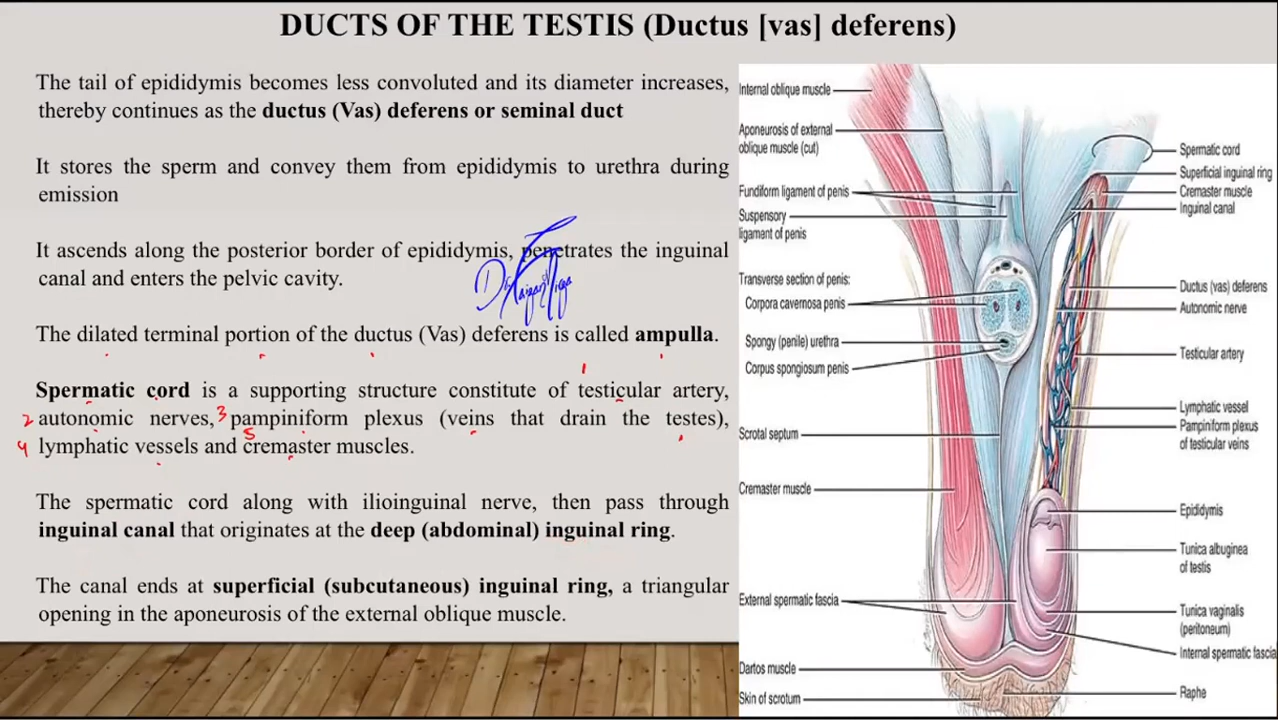 DUCTS OF THE TESTIS (Ductus [vas] deferens)
The tail of epididymis becomes less convoluted and its diameter increases,
thereby continues as the ductus (Vas) deferens or seminal duct
It stores the sperm and convey them from epididymis to urethra during
emission
It ascends along the posterior border of epididymis, penetrates the inguinal
canal and enters the pelvic cavity.
The dilated terminal portion of the ductus (Vas) deferens is called ampulla.
1
Spermatic cord is a supporting structure constitute of testicular artery,
2 autonomic nerves, 3 pampiniform plexus (veins that drain the testes),
4 lymphatic vessels and 5 cremaster muscles.
The spermatic cord along with ilioinguinal nerve, then pass through
inguinal canal that originates at the deep (abdominal) inguinal ring.
The canal ends at superficial (subcutaneous) inguinal ring, a triangular
opening in the aponeurosis of the external oblique muscle.
Internal oblique muscle
Aponeurosis of external
oblique muscle (cut)
Fundiform ligament of penis
Suspensory
ligament of penis
Transverse section of penis:
Corpora cavernosa penis
Spongy (penile) urethra
Corpus spongiosum penis
Scrotal septum
Cremaster muscle
External spermatic fascia
Dartos muscle
Skin of scrotum
Spermatic cord
Superficial inguinal ring
Cremaster muscle
Inguinal canal
Ductus (vas) deferens
Autonomic nerve
Testicular artery
Lymphatic vessel
Pampiniform plexus
of testicular veins
Epididymis
Tunica albuginea
of testis
Tunica vaginalis
(peritoneum)
Internal spermatic fascia
Raphe